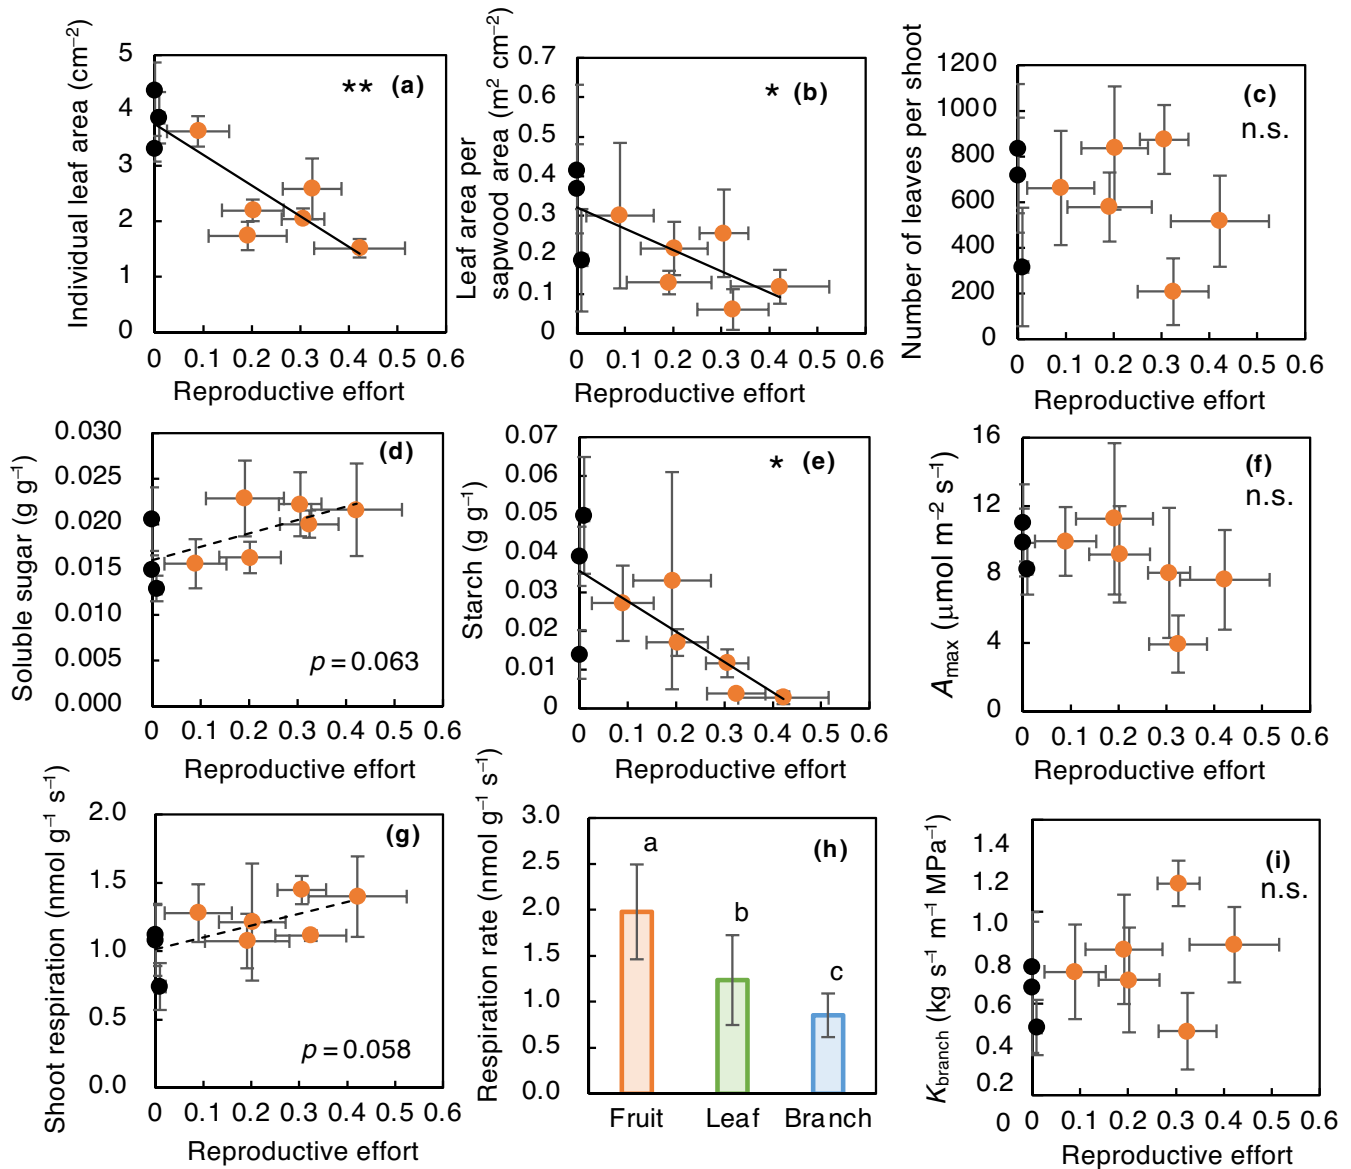 Individual leaf area (cm⁻²)
5
4
3
2
1
0
** (a)
0 0.1 0.2 0.3 0.4 0.5 0.6
Reproductive effort
Leaf area per
sapwood area (m² cm⁻²)
0.7
0.6
0.5
0.4
0.3
0.2
0.1
0
* (b)
0 0.1 0.2 0.3 0.4 0.5 0.6
Reproductive effort
Number of leaves per shoot
1200
1000
800
600
400
200
0
(c)
n.s.
0 0.1 0.2 0.3 0.4 0.5 0.6
Reproductive effort
Soluble sugar (g g⁻¹)
0.030
0.025
0.020
0.015
0.010
0.005
0.000
(d)
p = 0.063
0 0.1 0.2 0.3 0.4 0.5 0.6
Reproductive effort
Starch (g g⁻¹)
0.07
0.06
0.05
0.04
0.03
0.02
0.01
0
* (e)
0 0.1 0.2 0.3 0.4 0.5 0.6
Reproductive effort
Amax (μmol m⁻² s⁻¹)
16
12
8
4
0
(f)
n.s.
0 0.1 0.2 0.3 0.4 0.5 0.6
Reproductive effort
Shoot respiration (nmol g⁻¹ s⁻¹)
2.0
1.5
1.0
0.5
0.0
(g)
p = 0.058
0 0.1 0.2 0.3 0.4 0.5 0.6
Reproductive effort
Respiration rate (nmol g⁻¹ s⁻¹)
3.0
2.5
2.0
1.5
1.0
0.5
0.0
(h)
a
b
c
Fruit Leaf Branch
Kbranch (kg s⁻¹ m⁻¹ MPa⁻¹)
1.4
1.2
1.0
0.8
0.6
0.4
0.2
(i)
n.s.
0 0.1 0.2 0.3 0.4 0.5 0.6
Reproductive effort